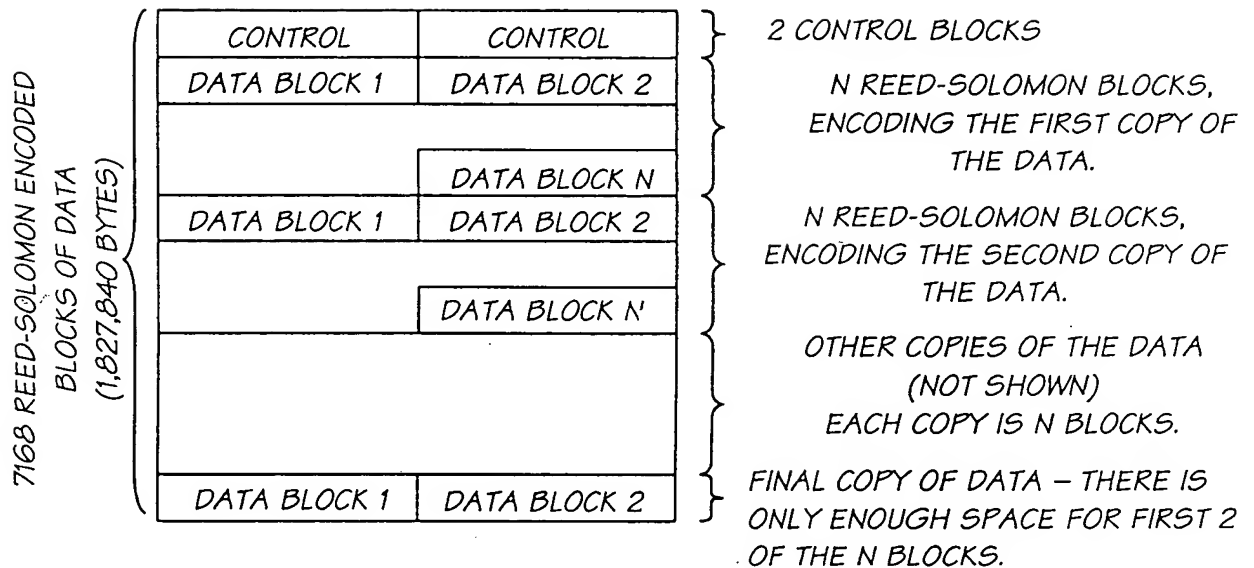 7168 REED-SOLOMON ENCODED
BLOCKS OF DATA
(1,827,840 BYTES)
CONTROL CONTROL
2 CONTROL BLOCKS
DATA BLOCK 1 DATA BLOCK 2
DATA BLOCK N
N REED-SOLOMON BLOCKS,
ENCODING THE FIRST COPY OF
THE DATA.
DATA BLOCK 1 DATA BLOCK 2
DATA BLOCK N
N REED-SOLOMON BLOCKS,
ENCODING THE SECOND COPY OF
THE DATA.
OTHER COPIES OF THE DATA
(NOT SHOWN)
EACH COPY IS N BLOCKS.
DATA BLOCK 1 DATA BLOCK 2
FINAL COPY OF DATA – THERE IS
ONLY ENOUGH SPACE FOR FIRST 2
OF THE N BLOCKS.